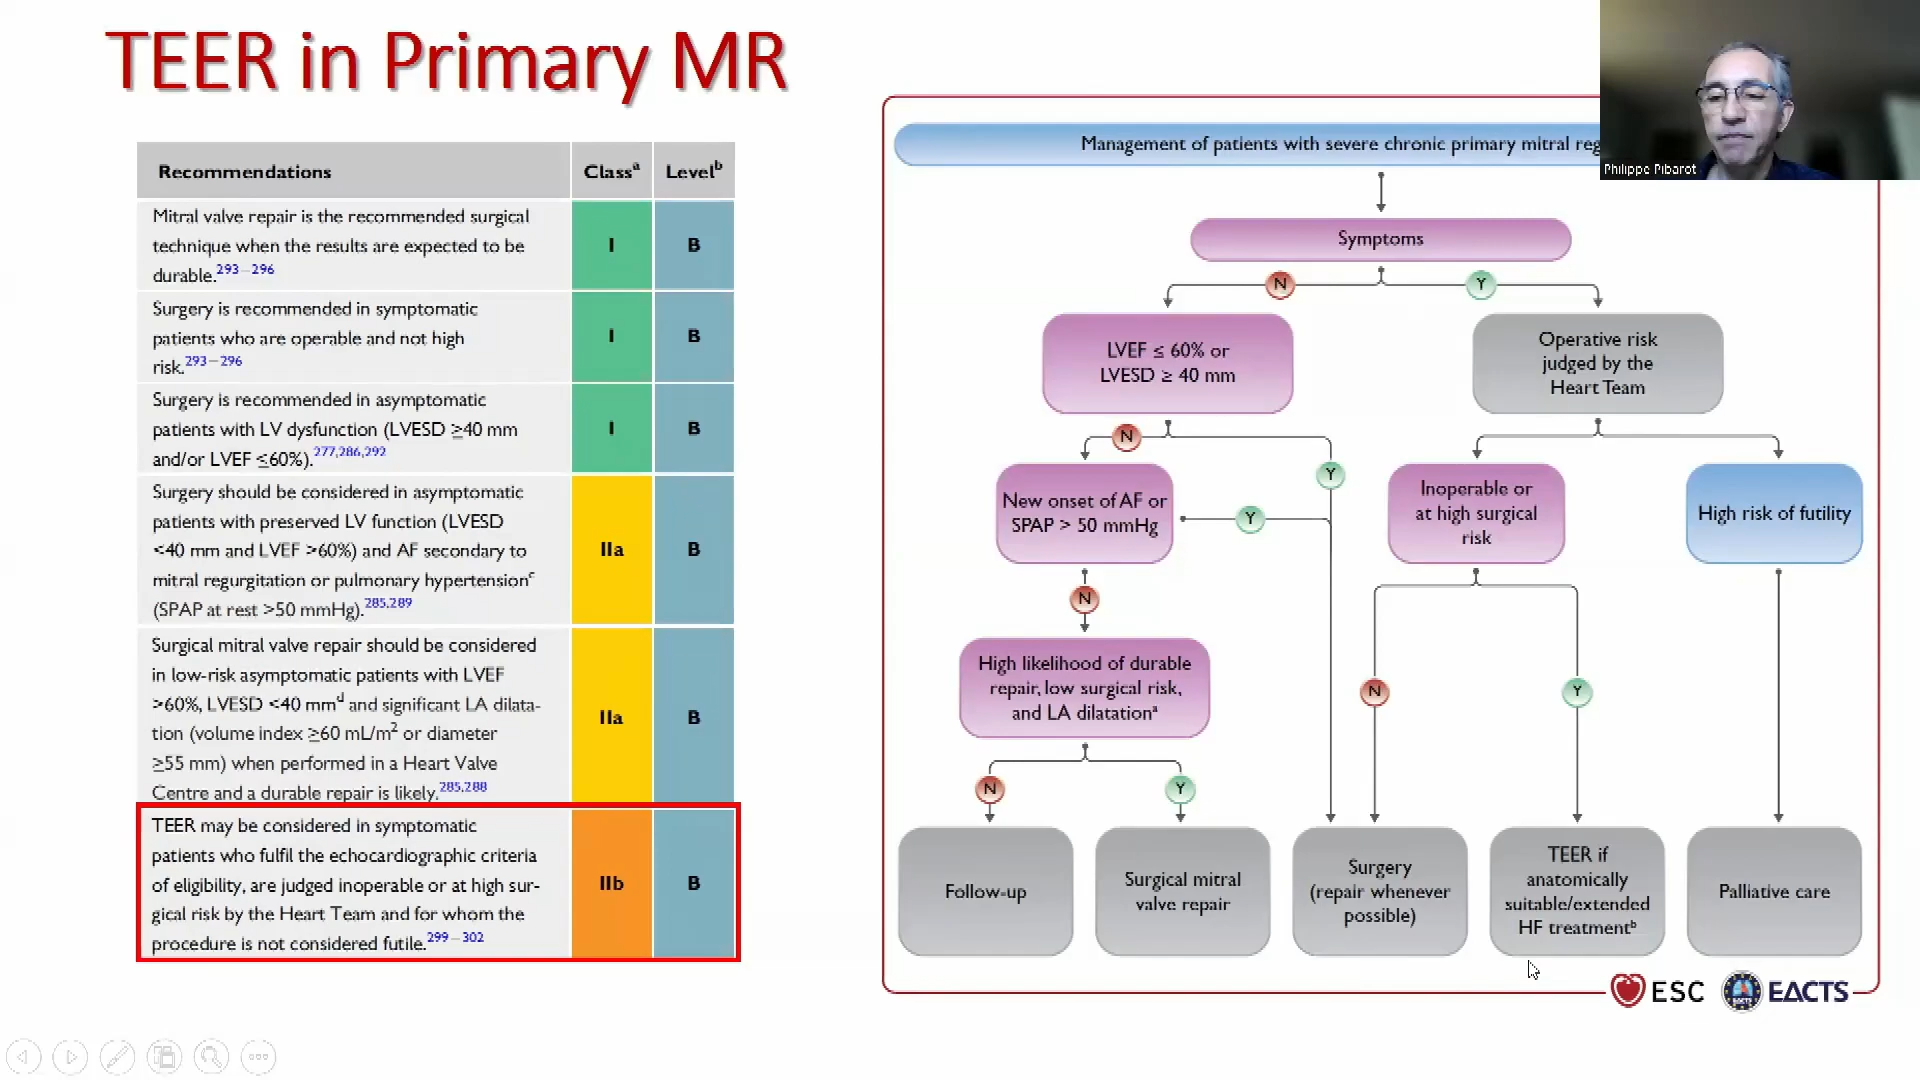 TEER in Primary MR
Recommendations Classᵃ Levelᵇ
Mitral valve repair is the recommended surgical
technique when the results are expected to be
durable.²⁹³⁻²⁹⁶
I B
Surgery is recommended in symptomatic
patients who are operable and not high
risk.²⁹³⁻²⁹⁶
I B
Surgery is recommended in asymptomatic
patients with LV dysfunction (LVESD ≥40 mm
and/or LVEF ≤60%).²⁷⁷,²⁸⁶,²⁹²
I B
Surgery should be considered in asymptomatic
patients with preserved LV function (LVESD
<40 mm and LVEF >60%) and AF secondary to
mitral regurgitation or pulmonary hypertensionᶜ
(SPAP at rest >50 mmHg).²⁸⁵,²⁸⁹
IIa B
Surgical mitral valve repair should be considered
in low-risk asymptomatic patients with LVEF
>60%, LVESD <40 mmᵈ and significant LA dilata-
tion (volume index ≥60 mL/m² or diameter
≥55 mm) when performed in a Heart Valve
Centre and a durable repair is likely.²⁸⁵,²⁸⁸
IIa B
TEER may be considered in symptomatic
patients who fulfil the echocardiographic criteria
of eligibility, are judged inoperable or at high sur-
gical risk by the Heart Team and for whom the
procedure is not considered futile.²⁹⁹⁻³⁰²
IIb B
Management of patients with severe chronic primary mitral reg
Symptoms
N Y
LVEF ≤ 60% or
LVESD ≥ 40 mm
Operative risk
judged by the
Heart Team
N
Y
New onset of AF or
SPAP > 50 mmHg
Y
Inoperable or
at high surgical
risk
High risk of futility
N
High likelihood of durable
repair, low surgical risk,
and LA dilatationᵃ
N Y
N Y
Follow-up
Surgical mitral
valve repair
Surgery
(repair whenever
possible)
TEER if
anatomically
suitable/extended
HF treatmentᵇ
Palliative care
ESC
EACTS
Philippe Pibarot